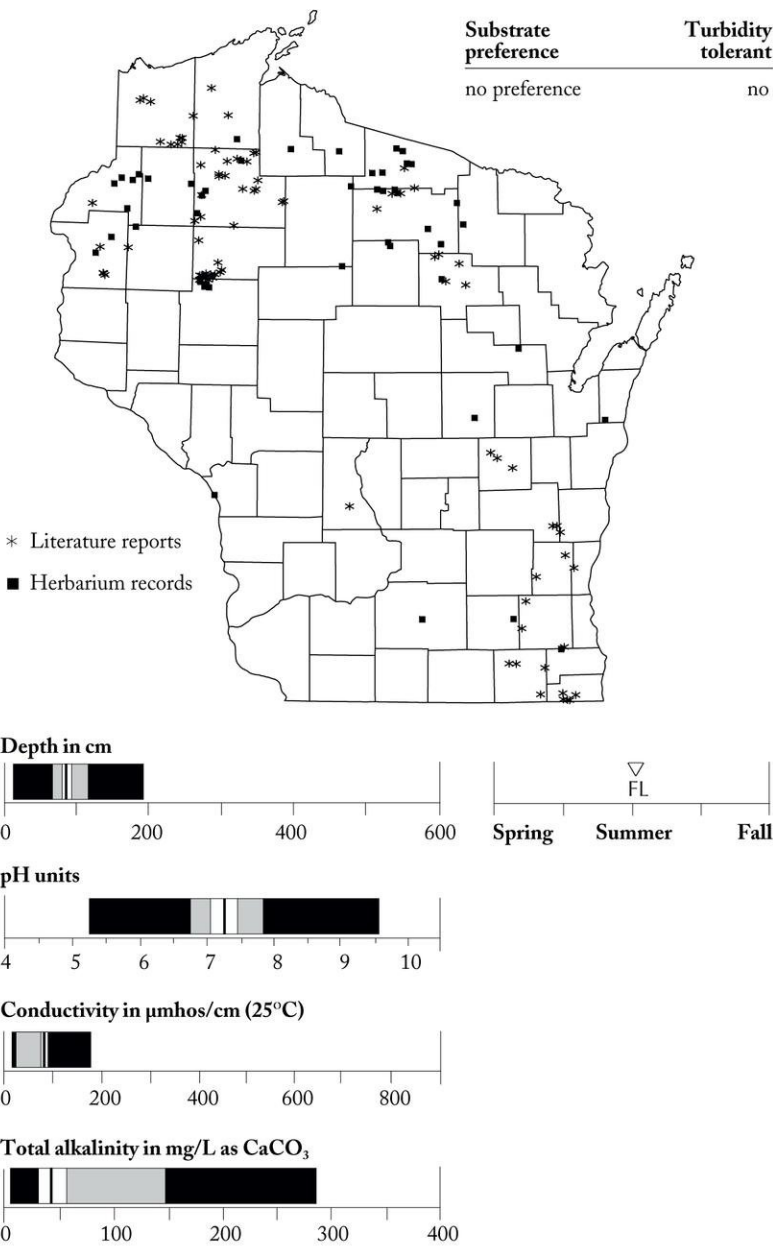 Substrate preference
Turbidity tolerant
no preference
no
Literature reports
Herbarium records
Depth in cm
0 200 400 600
FL
Spring Summer Fall
pH units
4 5 6 7 8 9 10
Conductivity in µmhos/cm (25°C)
0 200 400 600 800
Total alkalinity in mg/L as CaCO₃
0 100 200 300 400